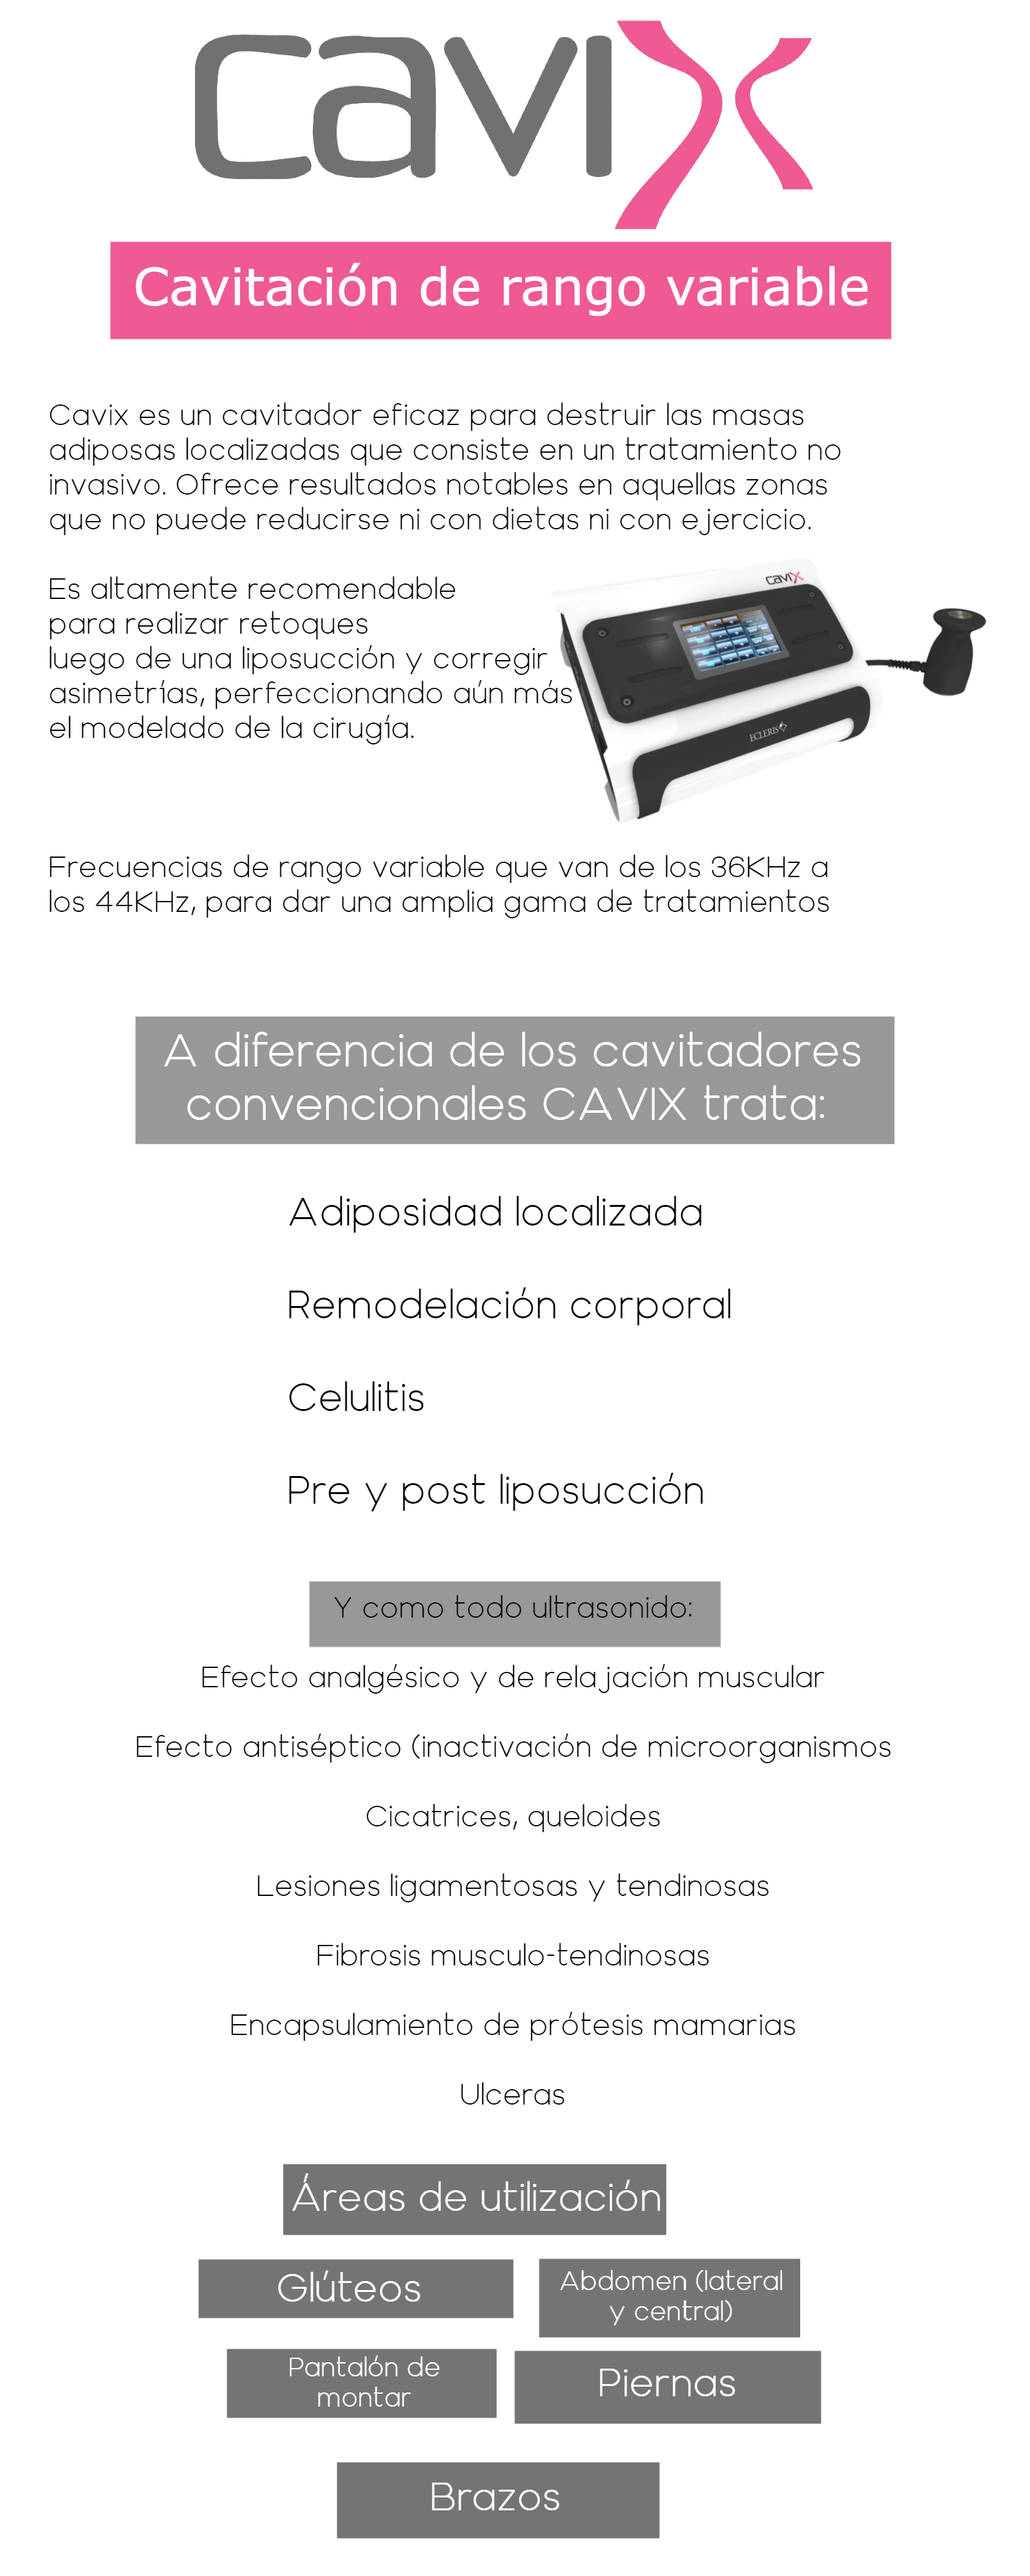 cavix
Cavitación de rango variable
Cavix es un cavitador eficaz para destruir las masas
adiposas localizadas que consiste en un tratamiento no
invasivo. Ofrece resultados notables en aquellas zonas
que no puede reducirse ni con dietas ni con ejercicio.
Es altamente recomendable
para realizar retoques
luego de una liposucción y corregir
asimetrías, perfeccionando aún más
el modelado de la cirugía.
cavix
ECLERIS
Frecuencias de rango variable que van de los 36KHz a
los 44KHz, para dar una amplia gama de tratamientos
A diferencia de los cavitadores
convencionales CAVIX trata:
Adiposidad localizada
Remodelación corporal
Celulitis
Pre y post liposucción
Y como todo ultrasonido:
Efecto analgésico y de relajación muscular
Efecto antiséptico (inactivación de microorganismos
Cicatrices, queloides
Lesiones ligamentosas y tendinosas
Fibrosis musculo-tendinosas
Encapsulamiento de prótesis mamarias
Ulceras
Áreas de utilización
Glúteos
Abdomen (lateral
y central)
Pantalón de
montar
Piernas
Brazos